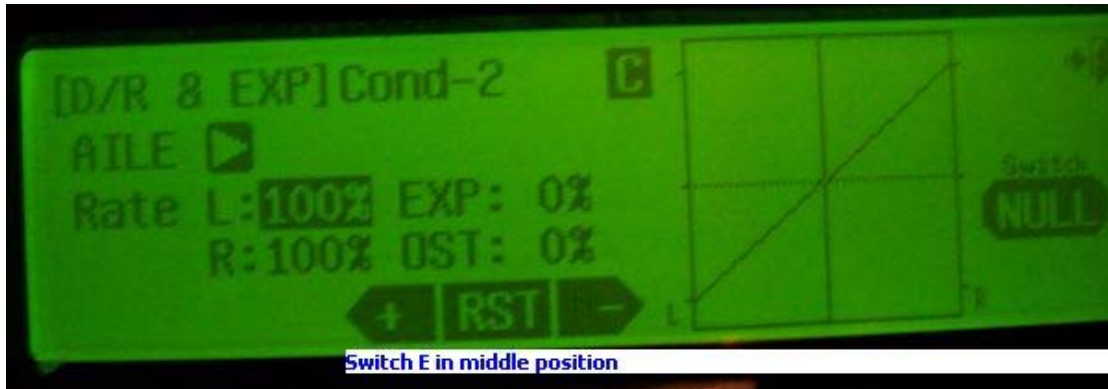 [D/R & EXP] Cond-2 C
AILE
Rate L:100% EXP: 0%
R:100% OST: 0%
+ RST -
L R
Switch
NULL
Switch E in middle position